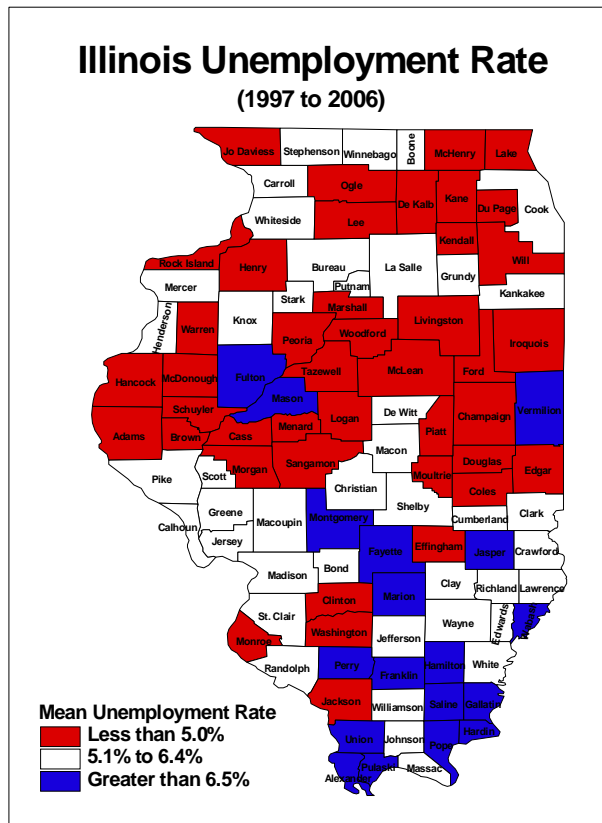 Illinois Unemployment Rate
(1997 to 2006)
Jo Daviess Stephenson Winnebago Boone McHenry Lake
Carroll Ogle De Kalb Kane Du Page Cook
Whiteside Lee Kendall Will
Rock Island Henry Bureau La Salle Grundy
Mercer Putnam Kankakee
Henderson Warren Knox Stark Marshall Livingston Iroquois
Peoria Woodford
Hancock McDonough Fulton Tazewell McLean Ford
Mason Vermilion
Schuyler Logan De Witt Champaign
Adams Brown Cass Menard Piatt
Macon
Morgan Sangamon Moultrie Douglas Edgar
Pike Scott Christian Coles
Greene Shelby Cumberland Clark
Calhoun Jersey Macoupin Montgomery
Fayette Effingham Jasper Crawford
Madison Bond
Marion Clay Richland Lawrence
Clinton
St. Clair Wayne Edwards Wabash
Monroe Washington Jefferson
Randolph Perry Franklin Hamilton White
Jackson Williamson Saline Gallatin
Union Johnson Pope Hardin
Alexander Pulaski Massac
Mean Unemployment Rate
Less than 5.0%
5.1% to 6.4%
Greater than 6.5%